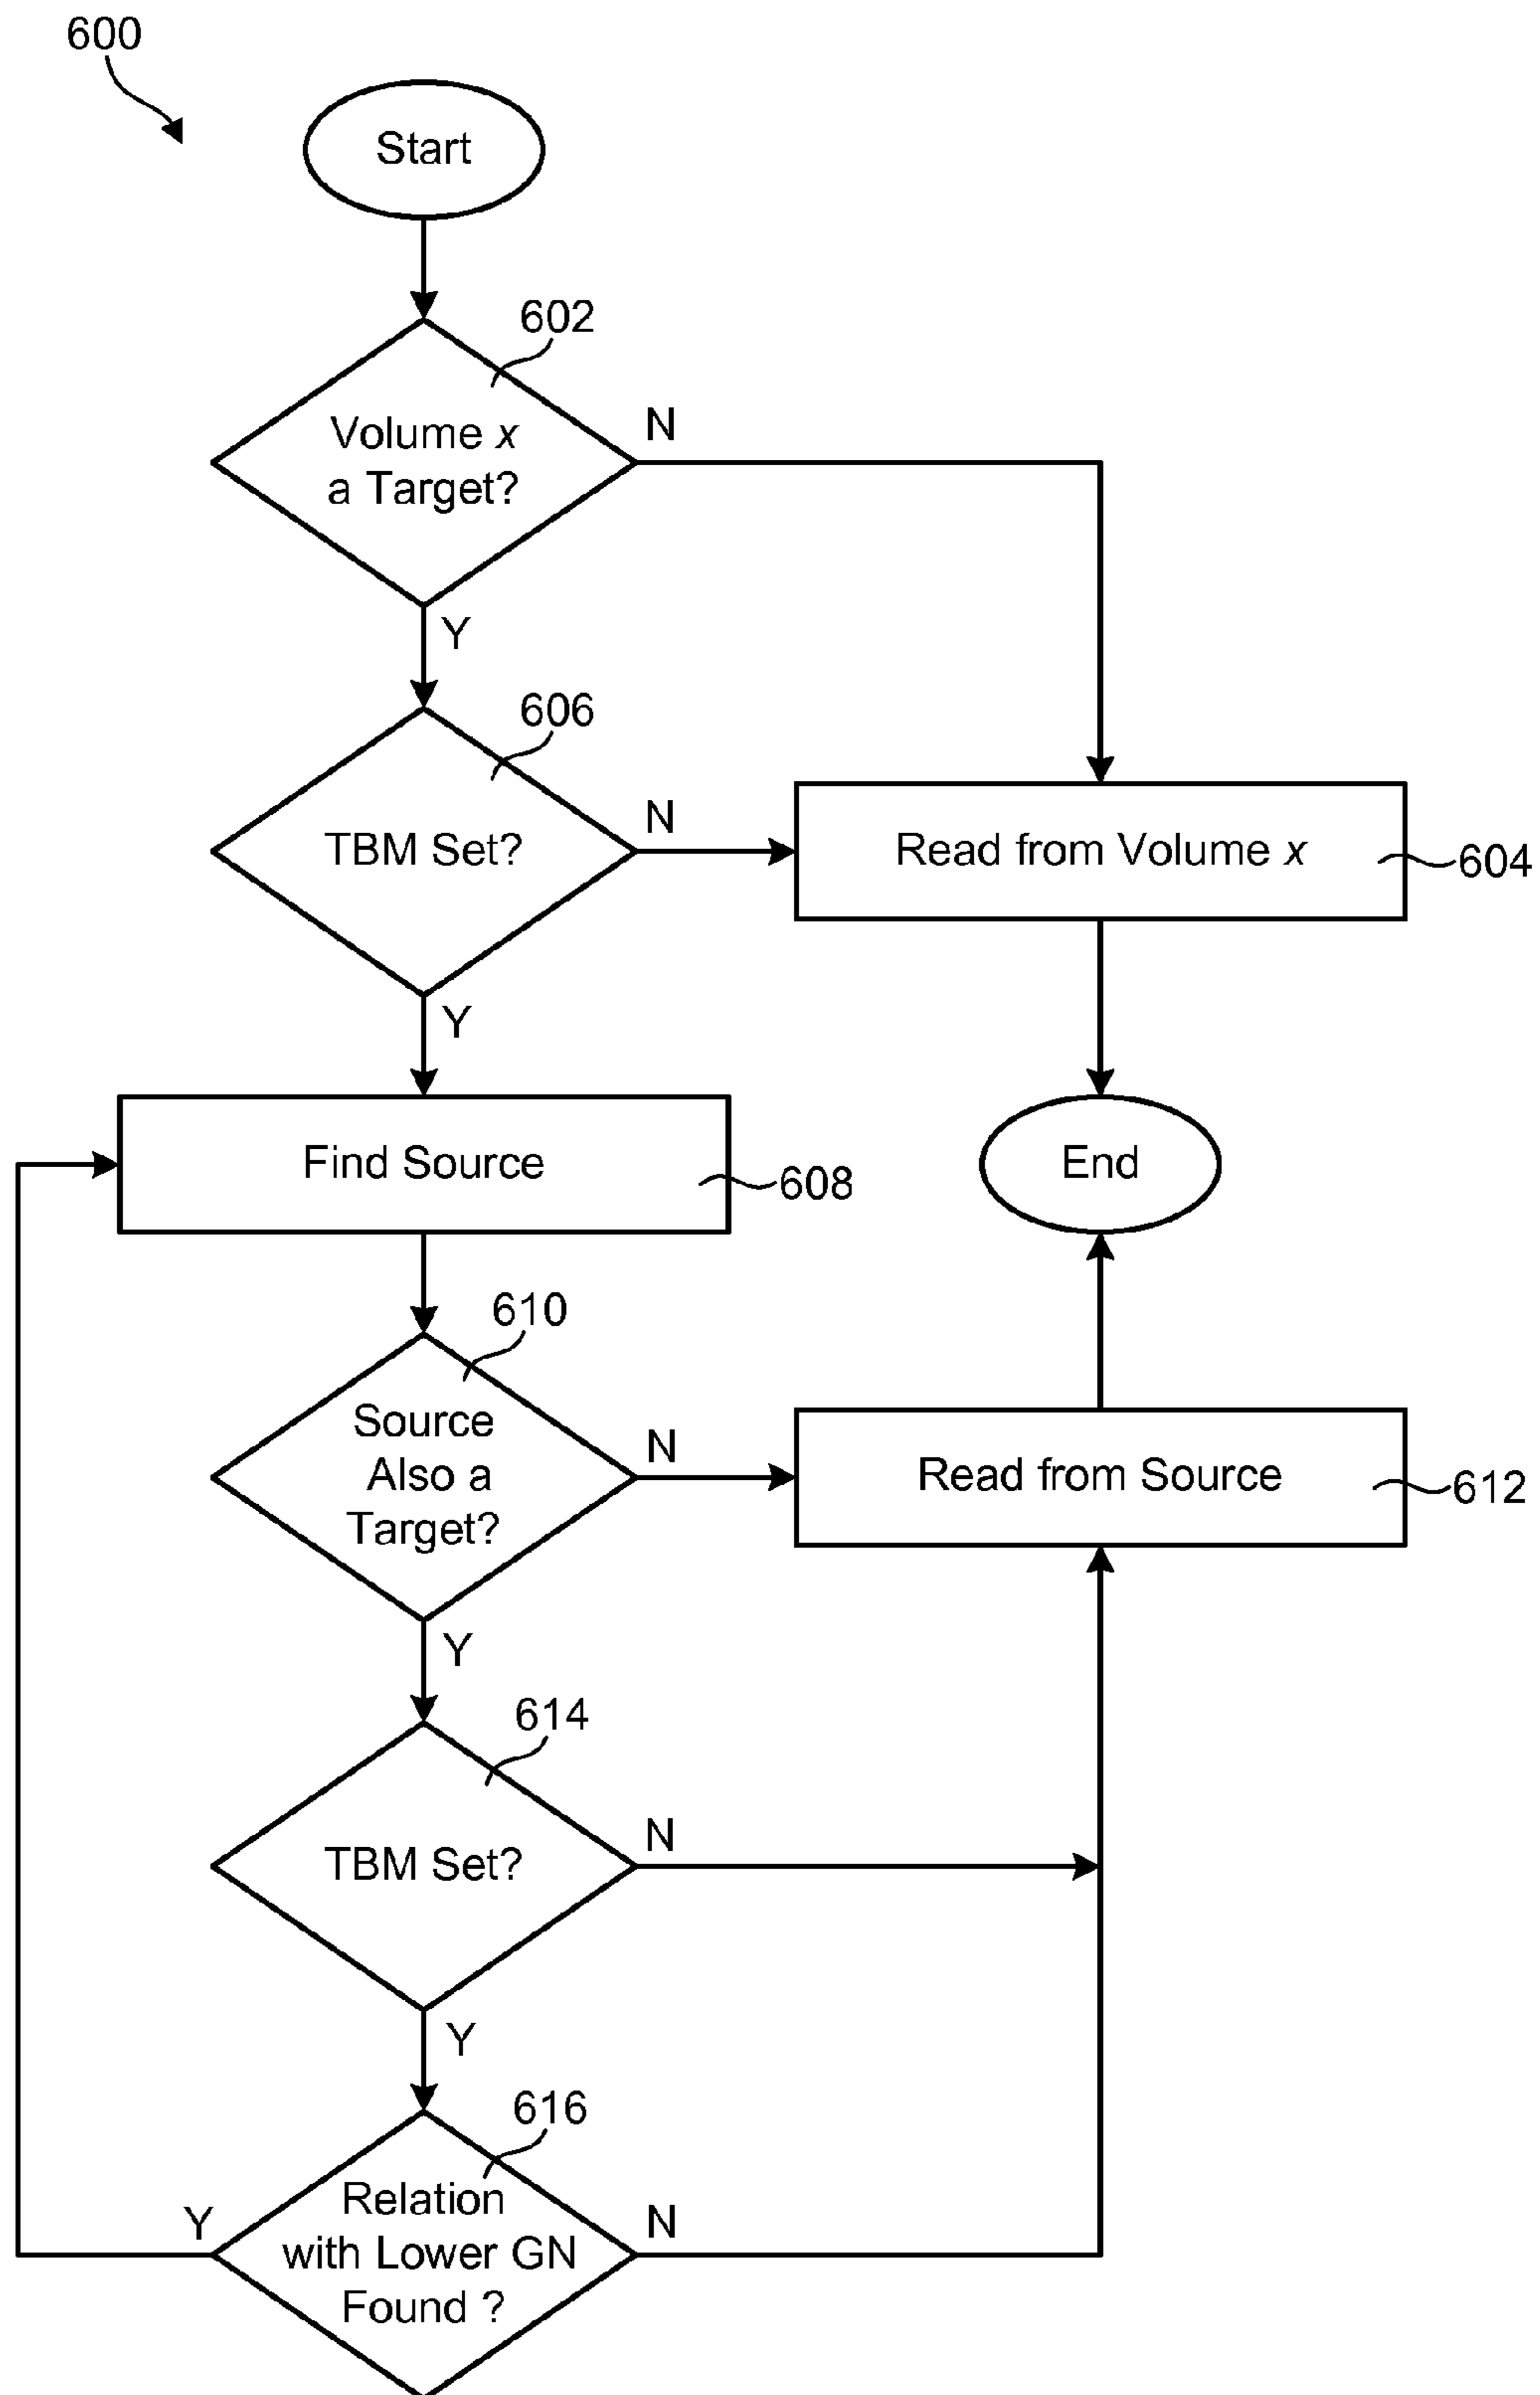 600
Start
602
Volume x
a Target?
N
Y
606
TBM Set?
N
Read from Volume x
604
Y
Find Source
608
End
610
Source
Also a
Target?
N
Read from Source
612
Y
614
TBM Set?
N
Y
616
Relation
with Lower GN
Found ?
Y
N